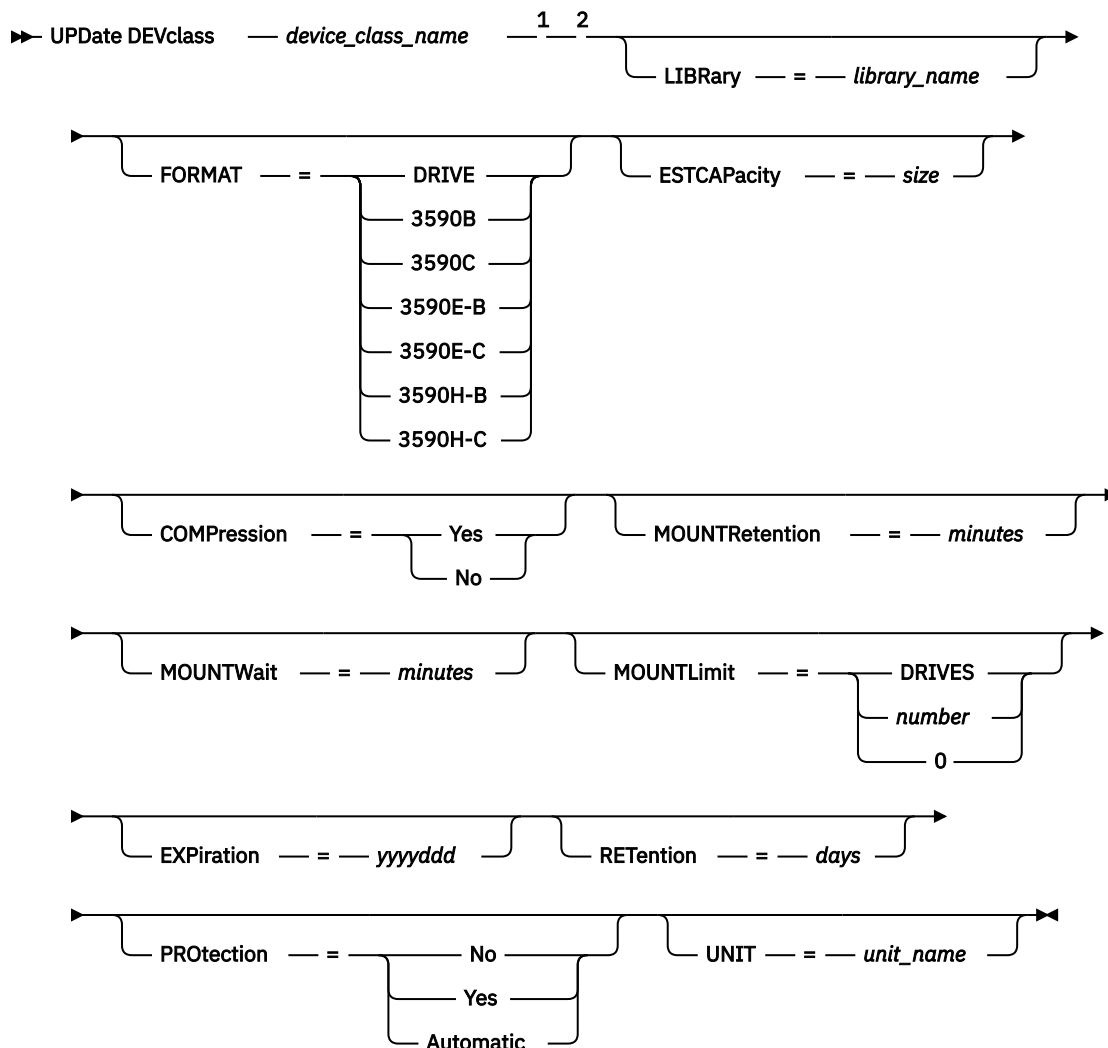 1 2
UPDate DEVclass device_class_name
LIBRary = library_name
FORMAT = DRIVE
3590B
3590C
3590E-B
3590E-C
3590H-B
3590H-C
ESTCAPacity = size
COMPression = Yes
No
MOUNTRetention = minutes
MOUNTWait = minutes
MOUNTLimit = DRIVES
number
0
EXPiration = yyyyddd
RETention = days
PROtection = No
Yes
Automatic
UNIT = unit_name